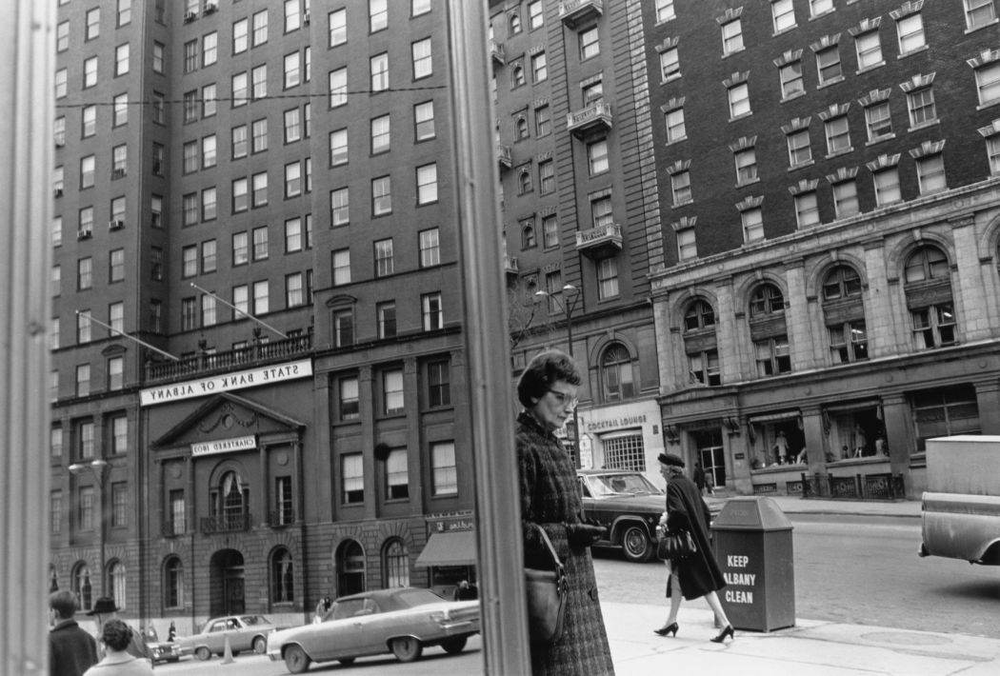 STATE BANK OF ALBANY
CHARTERED 1803
COCKTAIL LOUNGE
KEEP
ALBANY
CLEAN